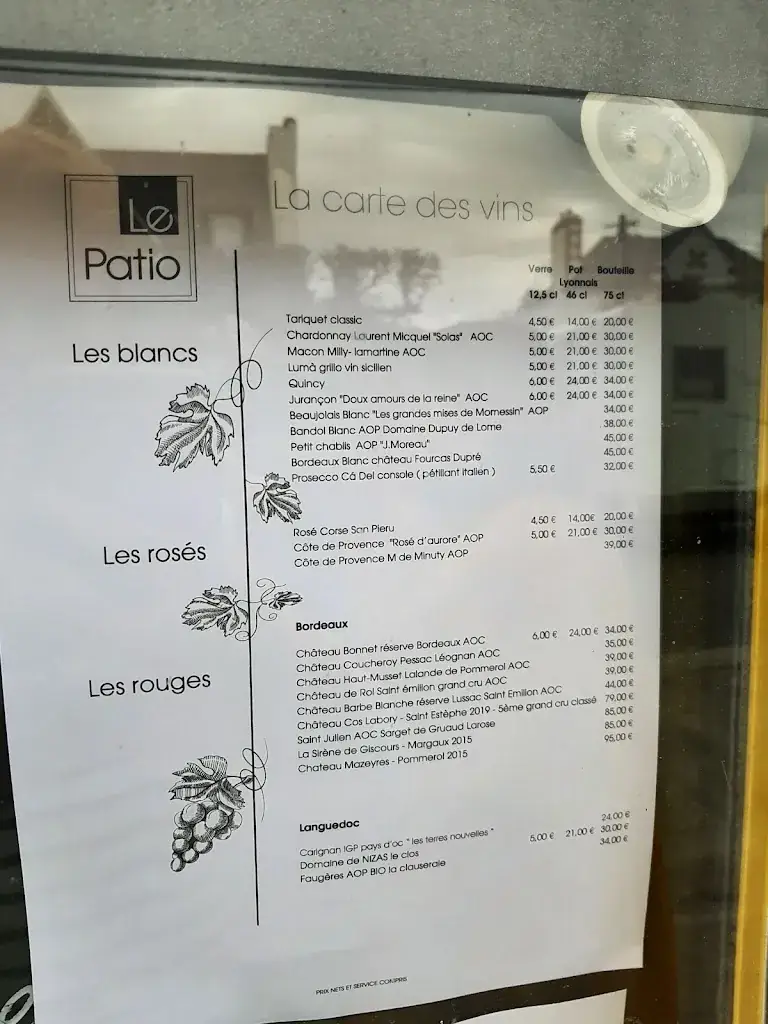 Le
Patio
La carte des vins
Verre Pot Bouteille
Lyonnais
12,5 cl 46 cl 75 cl
Les blancs
Tariquet classic 4,50 € 14,00 € 20,00 €
Chardonnay Laurent Micquel "Solas" AOC 5,00 € 21,00 € 30,00 €
Macon Milly- lamartine AOC 5,00 € 21,00 € 30,00 €
Lumà grillo vin sicilien 5,00 € 21,00 € 30,00 €
Quincy 6,00 € 24,00 € 34,00 €
Jurançon "Doux amours de la reine" AOC 6,00 € 24,00 € 34,00 €
Beaujolais Blanc "Les grandes mises de Momessin" AOP 34,00 €
Bandol Blanc AOP Domaine Dupuy de Lome 38,00 €
Petit chablis AOP "J.Moreau" 45,00 €
Bordeaux Blanc château Fourcas Dupré 45,00 €
Prosecco Cá Del console ( pétillant italien ) 5,50 € 32,00 €
Les rosés
Rosé Corse San Pieru 4,50 € 14,00€ 20,00 €
Côte de Provence "Rosé d'aurore" AOP 5,00 € 21,00 € 30,00 €
Côte de Provence M de Minuty AOP 39,00 €
Les rouges
Bordeaux
Château Bonnet réserve Bordeaux AOC 6,00 € 24,00 € 34,00 €
Château Coucheroy Pessac Léognan AOC 35,00 €
Château Haut-Musset Lalande de Pommerol AOC 39,00 €
Château de Rol Saint émilion grand cru AOC 39,00 €
Château Barbe Blanche réserve Lussac Saint Emilion AOC 44,00 €
Château Cos Labory - Saint Estèphe 2019 - 5ème grand cru classé 79,00 €
Saint Julien AOC Sarget de Gruaud Larose 85,00 €
La Sirène de Giscours - Margaux 2015 85,00 €
Chateau Mazeyres - Pommerol 2015 95,00 €
Languedoc
Carignan IGP pays d'oc " les terres nouvelles " 24,00 €
Domaine de NIZAS le clos 5,00 € 21,00 € 30,00 €
Faugères AOP BIO la clauseraie 34,00 €
PRIX NETS ET SERVICE COMPRIS